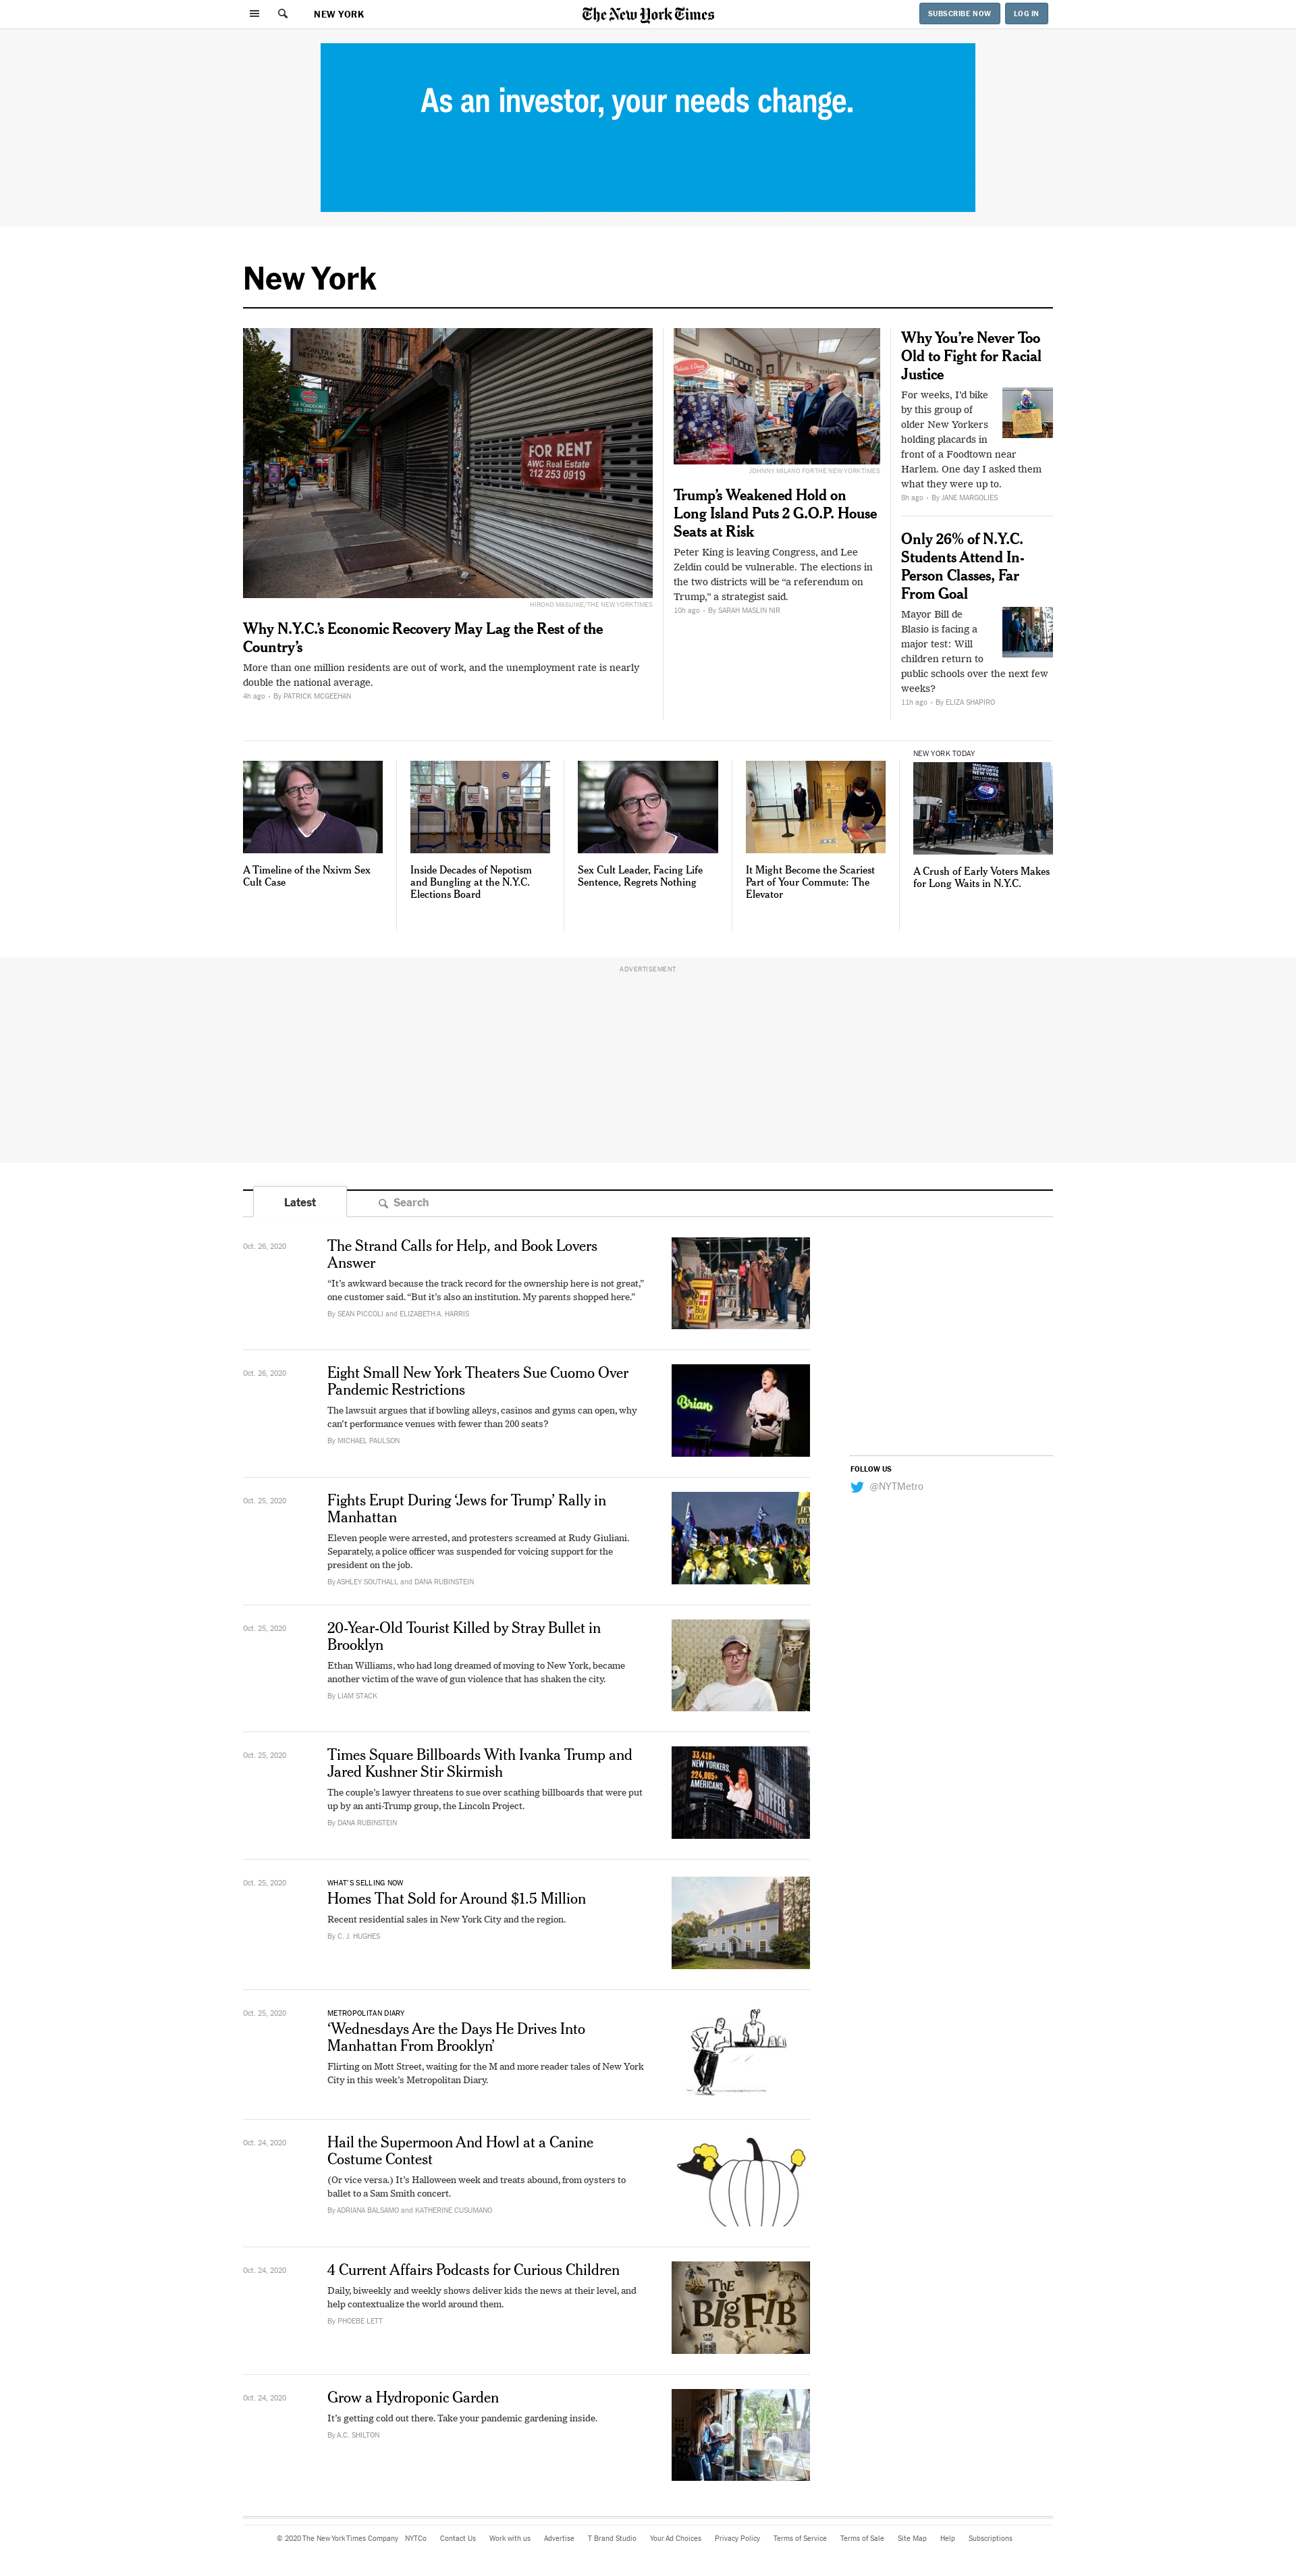 NEW YORK
The New York Times
SUBSCRIBE NOW
LOG IN
As an investor, your needs change.
New York
FOR RENT
AWC Real Estate
212 253 0919
HIROKO MASUIKE/THE NEW YORK TIMES
Why N.Y.C.'s Economic Recovery May Lag the Rest of the
Country's
More than one million residents are out of work, and the unemployment rate is nearly
double the national average.
4h ago • By PATRICK MCGEEHAN
JOHNNY MILANO FOR THE NEW YORK TIMES
Trump's Weakened Hold on
Long Island Puts 2 G.O.P. House
Seats at Risk
Peter King is leaving Congress, and Lee
Zeldin could be vulnerable. The elections in
the two districts will be “a referendum on
Trump,” a strategist said.
10h ago • By SARAH MASLIN NIR
Why You're Never Too
Old to Fight for Racial
Justice
For weeks, I'd bike
by this group of
older New Yorkers
holding placards in
front of a Foodtown near
Harlem. One day I asked them
what they were up to.
8h ago • By JANE MARGOLIES
Only 26% of N.Y.C.
Students Attend In-
Person Classes, Far
From Goal
Mayor Bill de
Blasio is facing a
major test: Will
children return to
public schools over the next few
weeks?
11h ago • By ELIZA SHAPIRO
A Timeline of the Nxivm Sex
Cult Case
Inside Decades of Nepotism
and Bungling at the N.Y.C.
Elections Board
Sex Cult Leader, Facing Life
Sentence, Regrets Nothing
It Might Become the Scariest
Part of Your Commute: The
Elevator
NEW YORK TODAY
A Crush of Early Voters Makes
for Long Waits in N.Y.C.
ADVERTISEMENT
Latest
Search
Oct. 26, 2020
The Strand Calls for Help, and Book Lovers
Answer
“It's awkward because the track record for the ownership here is not great,”
one customer said. “But it's also an institution. My parents shopped here.”
By SEAN PICCOLI and ELIZABETH A. HARRIS
Buy
Local
Oct. 26, 2020
Eight Small New York Theaters Sue Cuomo Over
Pandemic Restrictions
The lawsuit argues that if bowling alleys, casinos and gyms can open, why
can't performance venues with fewer than 200 seats?
By MICHAEL PAULSON
Brian
FOLLOW US
@NYTMetro
Oct. 25, 2020
Fights Erupt During ‘Jews for Trump’ Rally in
Manhattan
Eleven people were arrested, and protesters screamed at Rudy Giuliani.
Separately, a police officer was suspended for voicing support for the
president on the job.
By ASHLEY SOUTHALL and DANA RUBINSTEIN
Oct. 25, 2020
20-Year-Old Tourist Killed by Stray Bullet in
Brooklyn
Ethan Williams, who had long dreamed of moving to New York, became
another victim of the wave of gun violence that has shaken the city.
By LIAM STACK
Oct. 25, 2020
Times Square Billboards With Ivanka Trump and
Jared Kushner Stir Skirmish
The couple's lawyer threatens to sue over scathing billboards that were put
up by an anti-Trump group, the Lincoln Project.
By DANA RUBINSTEIN
33,410+
NEW YORKERS,
224,005+
AMERICANS.
SUFFER
Oct. 25, 2020
WHAT'S SELLING NOW
Homes That Sold for Around $1.5 Million
Recent residential sales in New York City and the region.
By C. J. HUGHES
Oct. 25, 2020
METROPOLITAN DIARY
‘Wednesdays Are the Days He Drives Into
Manhattan From Brooklyn’
Flirting on Mott Street, waiting for the M and more reader tales of New York
City in this week's Metropolitan Diary.
Oct. 24, 2020
Hail the Supermoon And Howl at a Canine
Costume Contest
(Or vice versa.) It's Halloween week and treats abound, from oysters to
ballet to a Sam Smith concert.
By ADRIANA BALSAMO and KATHERINE CUSUMANO
Oct. 24, 2020
4 Current Affairs Podcasts for Curious Children
Daily, biweekly and weekly shows deliver kids the news at their level, and
help contextualize the world around them.
By PHOEBE LETT
THE
BIG FIB
Oct. 24, 2020
Grow a Hydroponic Garden
It's getting cold out there. Take your pandemic gardening inside.
By A.C. SHILTON
© 2020 The New York Times Company NYTCo Contact Us Work with us Advertise T Brand Studio Your Ad Choices Privacy Policy Terms of Service Terms of Sale Site Map Help Subscriptions